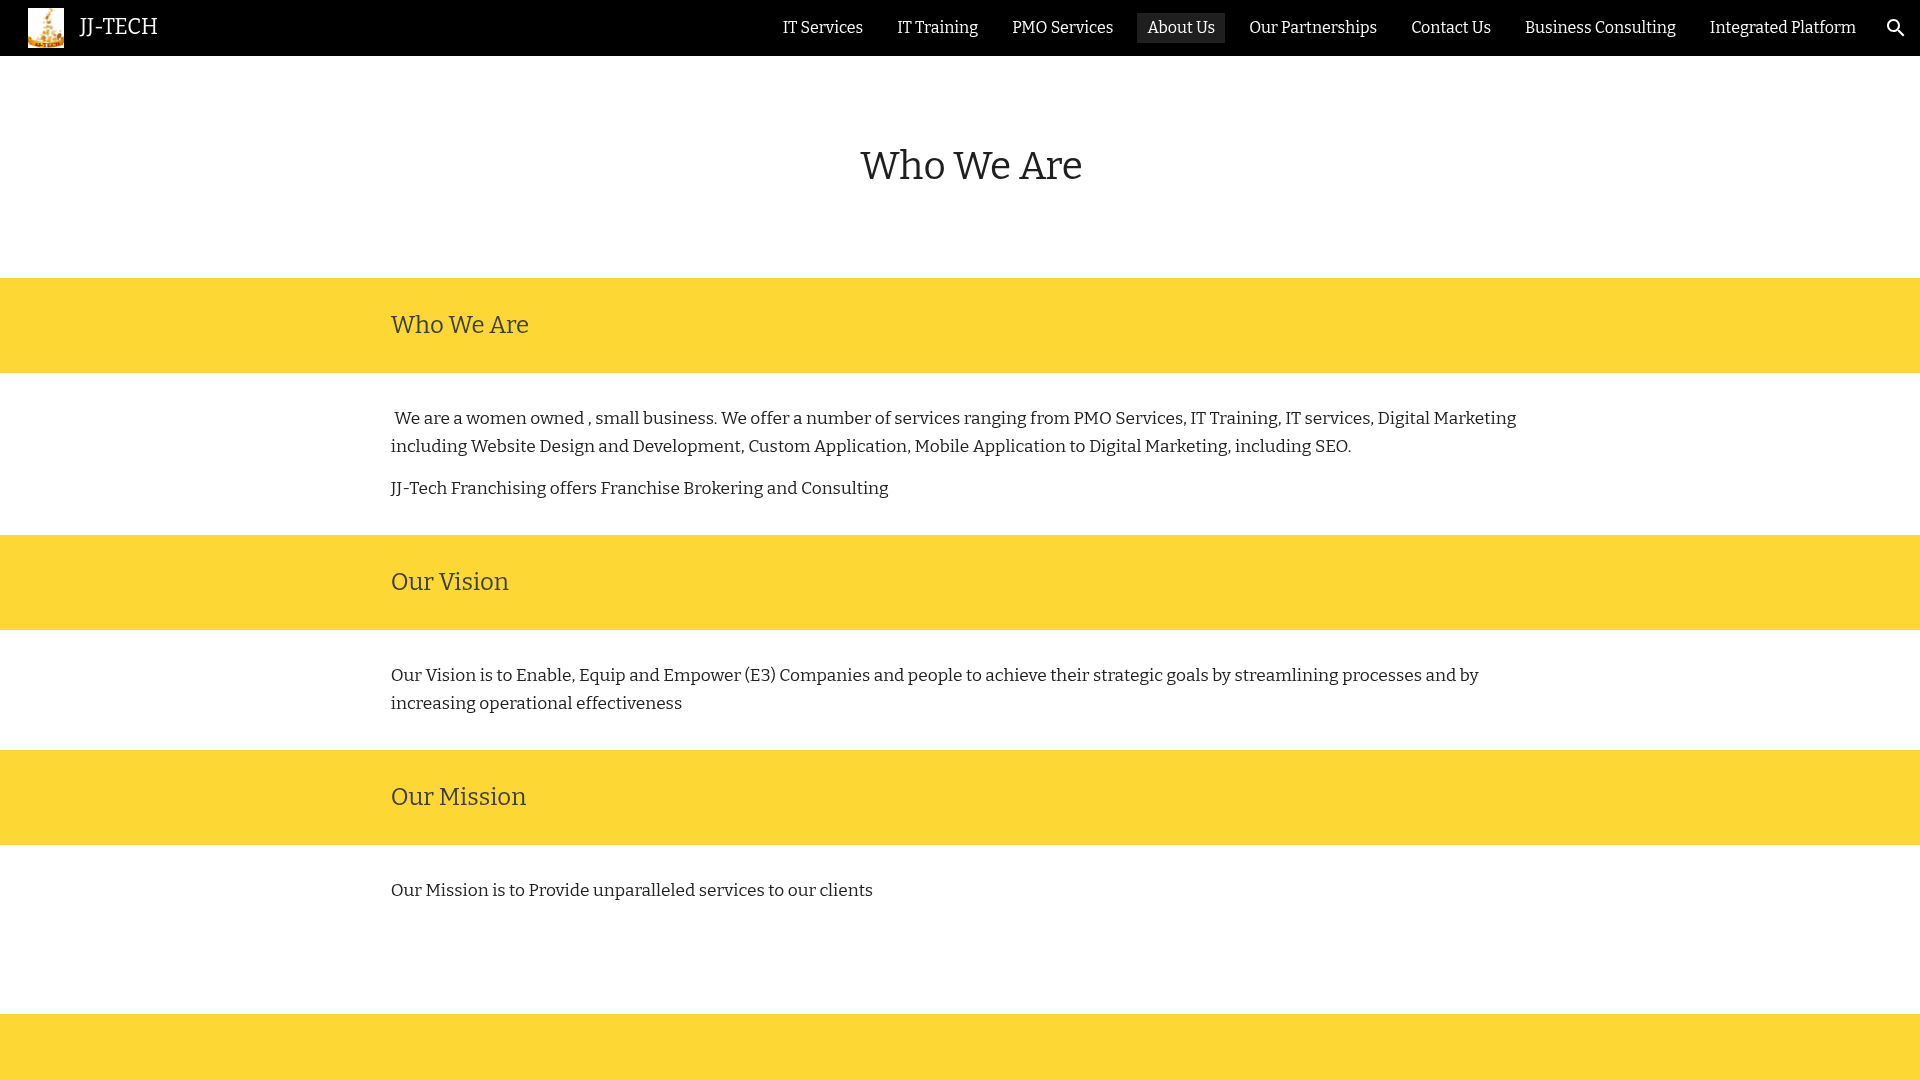 JJ-TECH
IT Services
IT Training
PMO Services
About Us
Our Partnerships
Contact Us
Business Consulting
Integrated Platform
Who We Are
Who We Are
We are a women owned , small business. We offer a number of services ranging from PMO Services, IT Training, IT services, Digital Marketing
including Website Design and Development, Custom Application, Mobile Application to Digital Marketing, including SEO.
JJ-Tech Franchising offers Franchise Brokering and Consulting
Our Vision
Our Vision is to Enable, Equip and Empower (E3) Companies and people to achieve their strategic goals by streamlining processes and by
increasing operational effectiveness
Our Mission
Our Mission is to Provide unparalleled services to our clients